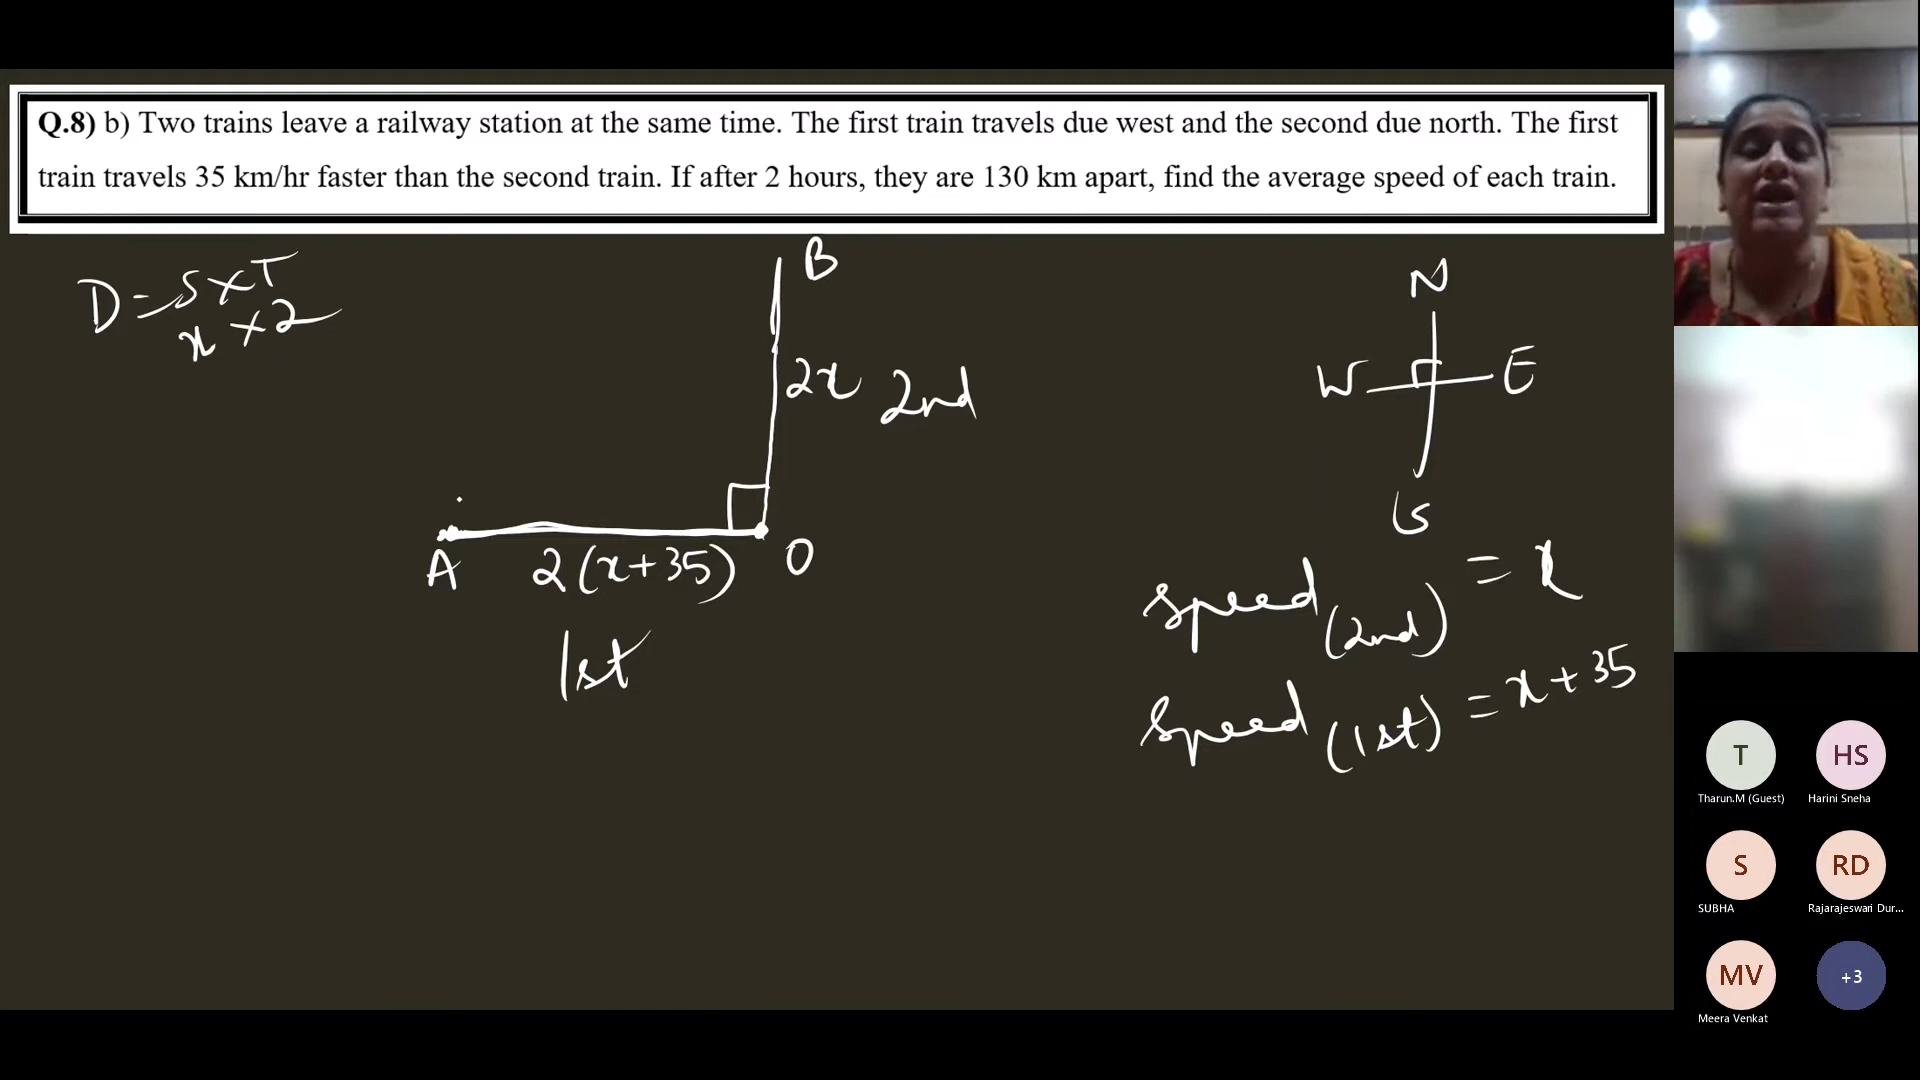 Q.8) b) Two trains leave a railway station at the same time. The first train travels due west and the second due north. The first
train travels 35 km/hr faster than the second train. If after 2 hours, they are 130 km apart, find the average speed of each train.
D = S × T
x × 2
B
2x 2nd
A 2(x+35) O
1st
N
W E
S
speed (2nd) = x
speed (1st) = x + 35
T HS
Tharun.M (Guest) Harini Sneha
S RD
SUBHA Rajarajeswari Dur...
MV +3
Meera Venkat